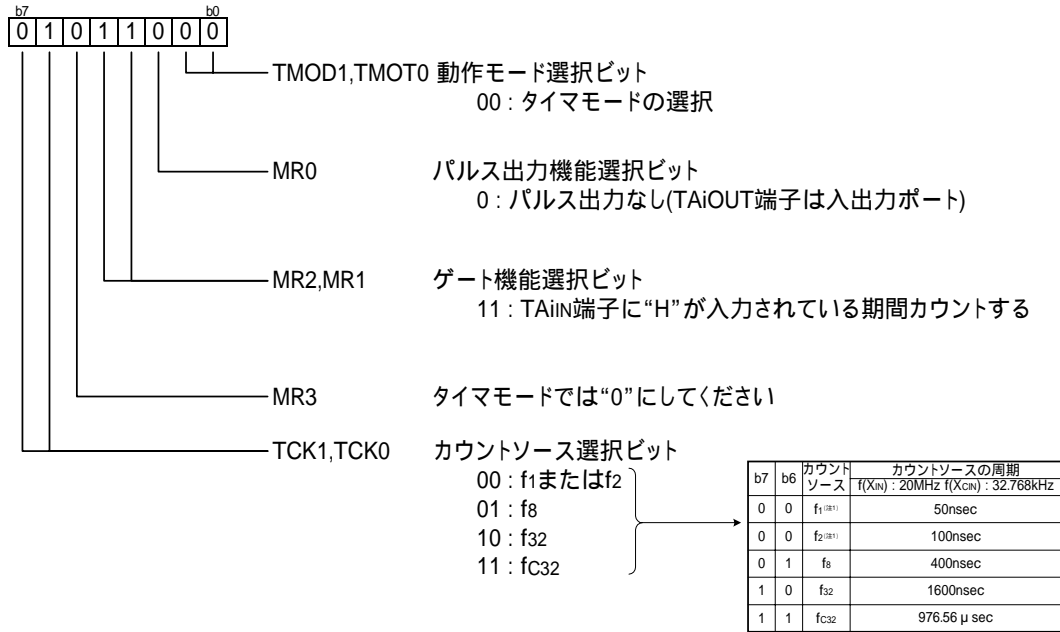 b7 b0
0 1 0 1 1 0 0 0
TMOD1,TMOT0 動作モード選択ビット
00 : タイマモードの選択
MR0 パルス出力機能選択ビット
0 : パルス出力なし(TAiOUT端子は入出力ポート)
MR2,MR1 ゲート機能選択ビット
11 : TAiIN端子に“H”が入力されている期間カウントする
MR3 タイマモードでは“0”にしてください
TCK1,TCK0 カウントソース選択ビット
00 : f1またはf2
01 : f8
10 : f32
11 : fC32
b7 b6 カウントソース カウントソースの周期
f(XIN) : 20MHz f(XCIN) : 32.768kHz
0 0 f1(注1) 50nsec
0 0 f2(注1) 100nsec
0 1 f8 400nsec
1 0 f32 1600nsec
1 1 fC32 976.56 μ sec